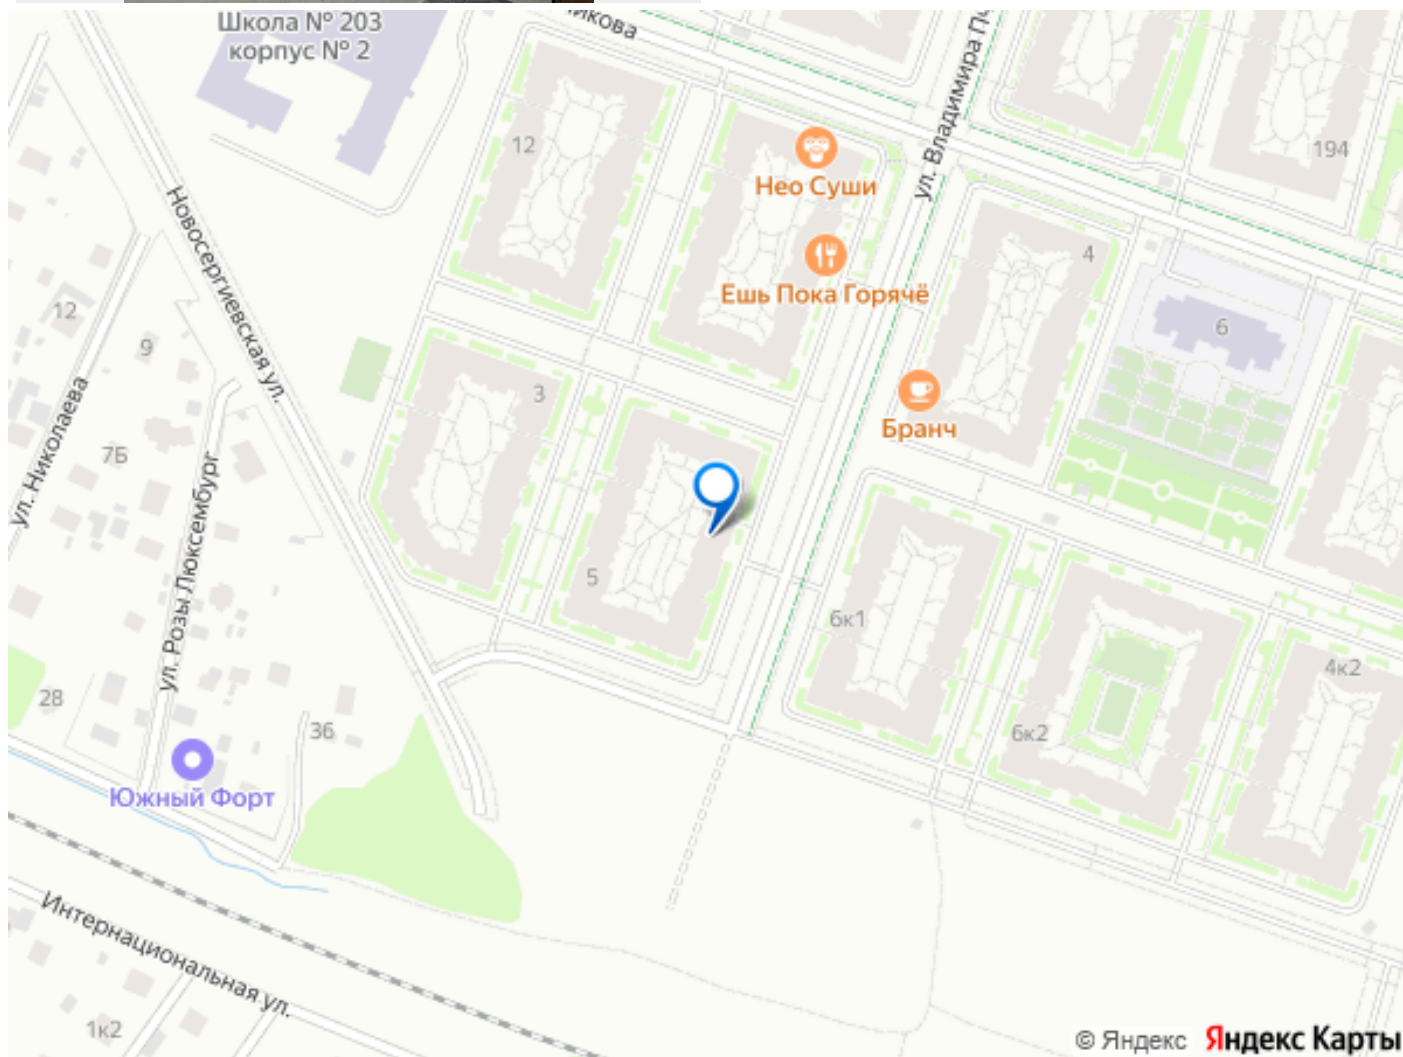 Школа № 203
корпус № 2
ул. Владимира
12
194
Нео Суши
Новосергиевская ул.
4
Ешь Пока Горячё
12
6
9
3
Бранч
ул. Николаева
7Б
ул. Розы Люксембург
5
6к1
4к2
28
36
6к2
Южный Форт
Интернациональная ул.
1к2
© Яндекс Яндекс Карты